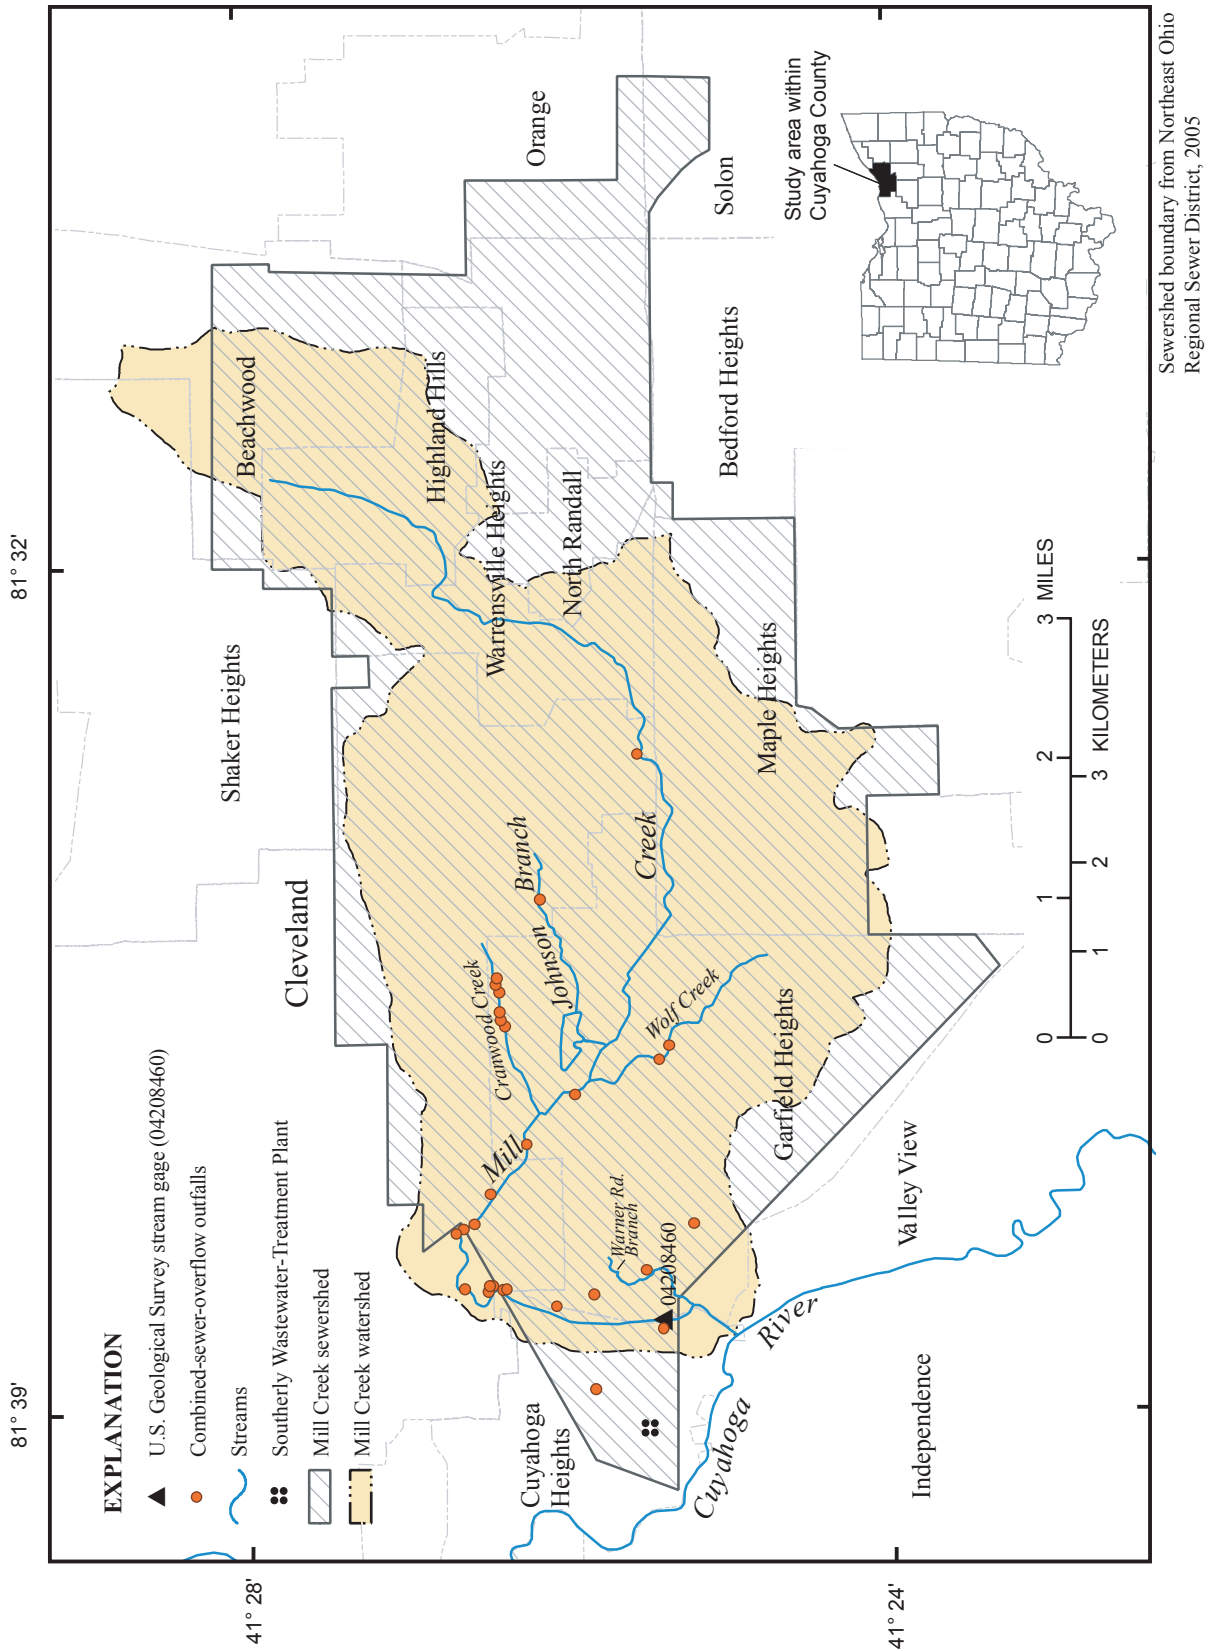 81° 39'
81° 32'
41° 28'
41° 24'
EXPLANATION
U.S. Geological Survey stream gage (04208460)
Combined-sewer-overflow outfalls
Streams
Southerly Wastewater-Treatment Plant
Mill Creek sewershed
Mill Creek watershed
Cleveland
Shaker Heights
Beachwood
Highland Hills
Warrensville Heights
North Randall
Orange
Solon
Bedford Heights
Maple Heights
Garfield Heights
Valley View
Independence
Cuyahoga
Heights
Cranwood Creek
Johnson Branch
Mill Creek
Wolf Creek
Warner Rd.
Branch
04208460
Cuyahoga River
Study area within
Cuyahoga County
0 1 2 3 MILES
0 1 2 3 KILOMETERS
Sewershed boundary from Northeast Ohio
Regional Sewer District, 2005